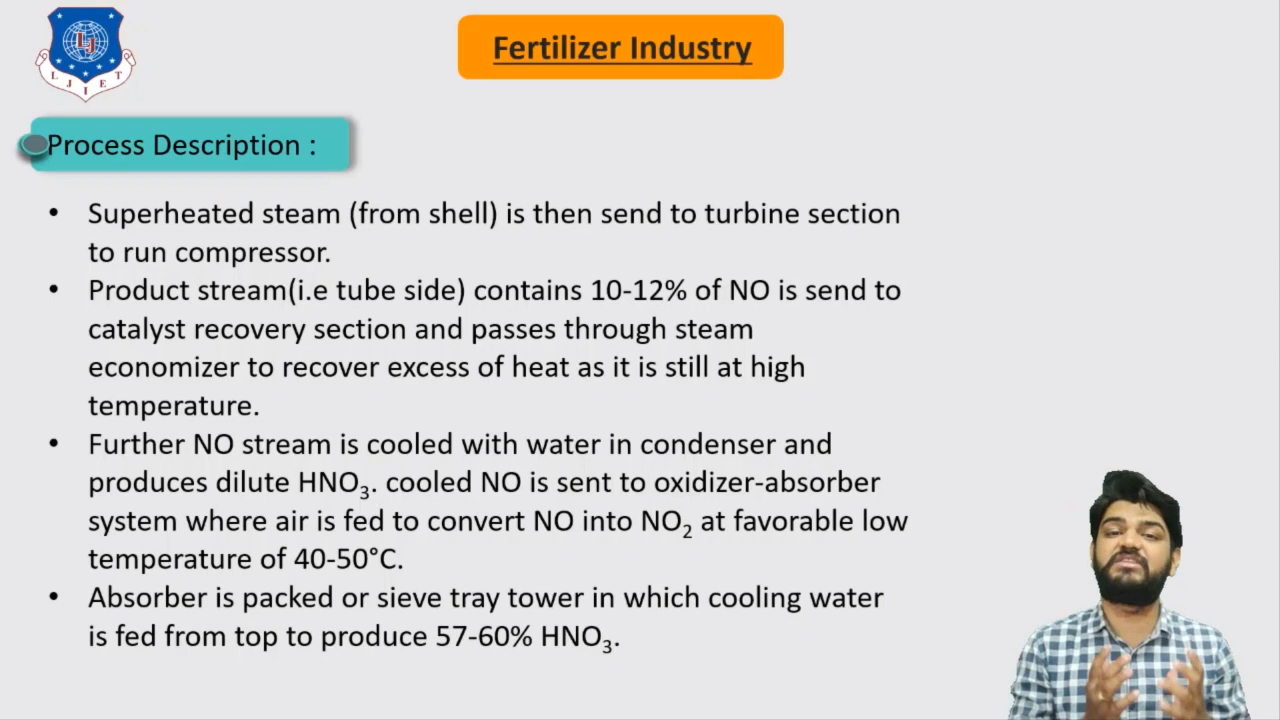 L J I E T
Fertilizer Industry
Process Description :
• Superheated steam (from shell) is then send to turbine section
to run compressor.
• Product stream(i.e tube side) contains 10-12% of NO is send to
catalyst recovery section and passes through steam
economizer to recover excess of heat as it is still at high
temperature.
• Further NO stream is cooled with water in condenser and
produces dilute HNO₃. cooled NO is sent to oxidizer-absorber
system where air is fed to convert NO into NO₂ at favorable low
temperature of 40-50°C.
• Absorber is packed or sieve tray tower in which cooling water
is fed from top to produce 57-60% HNO₃.